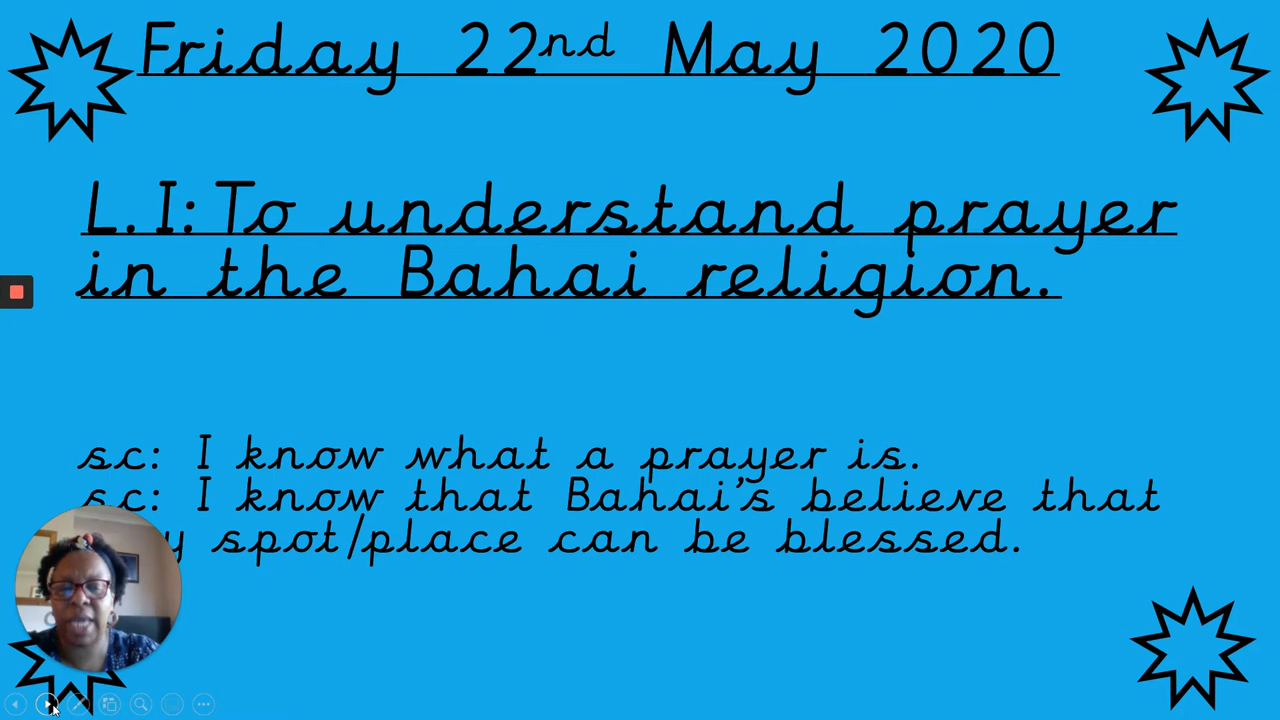 Friday 22nd May 2020
L.I: To understand prayer
in the Bahai religion.
sc: I know what a prayer is.
sc: I know that Bahai's believe that
spot/place can be blessed.